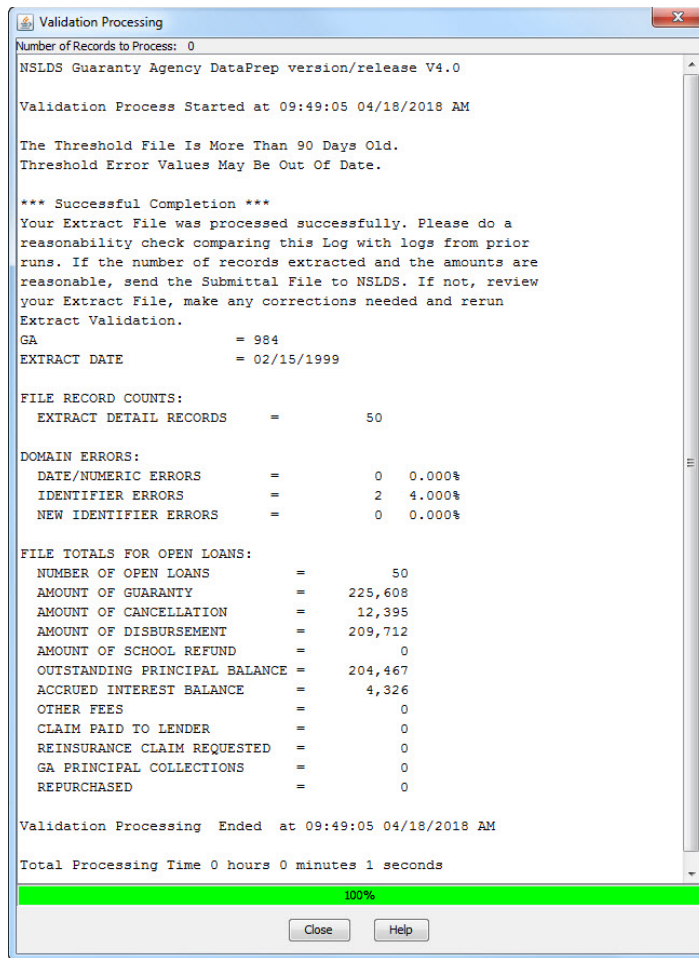 Validation Processing
Number of Records to Process: 0
NSLDS Guaranty Agency DataPrep version/release V4.0
Validation Process Started at 09:49:05 04/18/2018 AM
The Threshold File Is More Than 90 Days Old.
Threshold Error Values May Be Out Of Date.
*** Successful Completion ***
Your Extract File was processed successfully. Please do a
reasonability check comparing this Log with logs from prior
runs. If the number of records extracted and the amounts are
reasonable, send the Submittal File to NSLDS. If not, review
your Extract File, make any corrections needed and rerun
Extract Validation.
GA = 984
EXTRACT DATE = 02/15/1999
FILE RECORD COUNTS:
EXTRACT DETAIL RECORDS = 50
DOMAIN ERRORS:
DATE/NUMERIC ERRORS = 0 0.000%
IDENTIFIER ERRORS = 2 4.000%
NEW IDENTIFIER ERRORS = 0 0.000%
FILE TOTALS FOR OPEN LOANS:
NUMBER OF OPEN LOANS = 50
AMOUNT OF GUARANTY = 225,608
AMOUNT OF CANCELLATION = 12,395
AMOUNT OF DISBURSEMENT = 209,712
AMOUNT OF SCHOOL REFUND = 0
OUTSTANDING PRINCIPAL BALANCE = 204,467
ACCRUED INTEREST BALANCE = 4,326
OTHER FEES = 0
CLAIM PAID TO LENDER = 0
REINSURANCE CLAIM REQUESTED = 0
GA PRINCIPAL COLLECTIONS = 0
REPURCHASED = 0
Validation Processing Ended at 09:49:05 04/18/2018 AM
Total Processing Time 0 hours 0 minutes 1 seconds
100%
Close Help